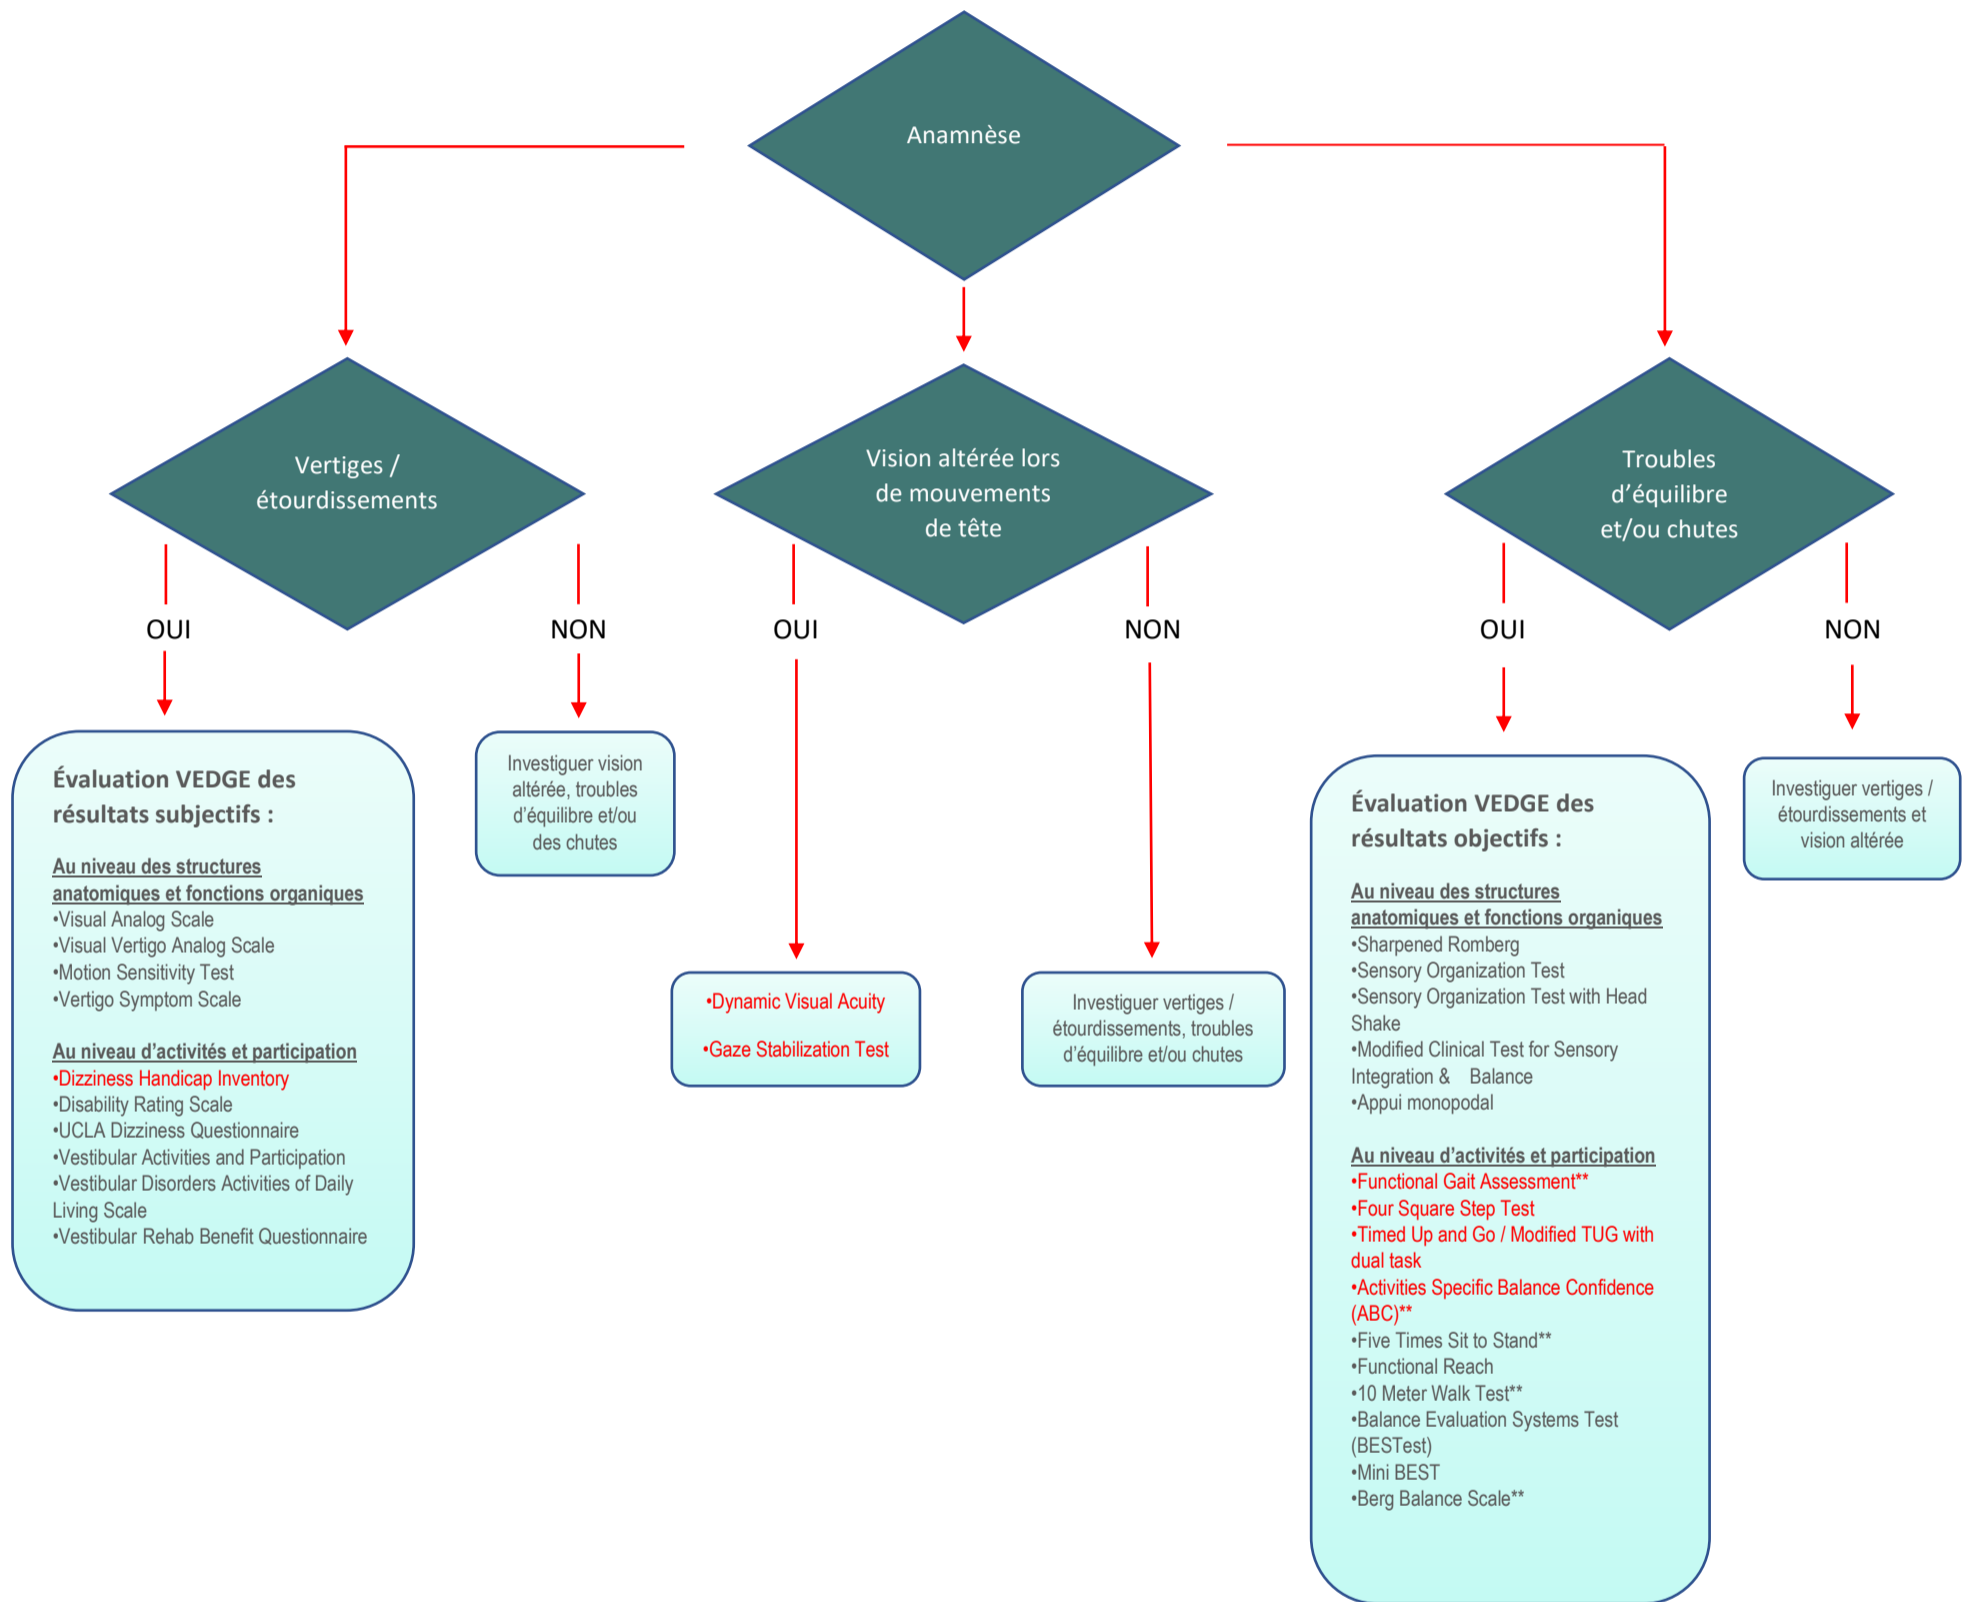 Anamnèse
Vertiges /
étourdissements
Vision altérée lors
de mouvements
de tête
Troubles
d’équilibre
et/ou chutes
OUI
NON
OUI
NON
OUI
NON
Évaluation VEDGE des
résultats subjectifs :
Au niveau des structures
anatomiques et fonctions organiques
•Visual Analog Scale
•Visual Vertigo Analog Scale
•Motion Sensitivity Test
•Vertigo Symptom Scale
Au niveau d’activités et participation
•Dizziness Handicap Inventory
•Disability Rating Scale
•UCLA Dizziness Questionnaire
•Vestibular Activities and Participation
•Vestibular Disorders Activities of Daily
Living Scale
•Vestibular Rehab Benefit Questionnaire
Investiguer vision
altérée, troubles
d’équilibre et/ou
des chutes
•Dynamic Visual Acuity
•Gaze Stabilization Test
Investiguer vertiges /
étourdissements, troubles
d’équilibre et/ou chutes
Évaluation VEDGE des
résultats objectifs :
Au niveau des structures
anatomiques et fonctions organiques
•Sharpened Romberg
•Sensory Organization Test
•Sensory Organization Test with Head
Shake
•Modified Clinical Test for Sensory
Integration &    Balance
•Appui monopodal
Au niveau d’activités et participation
•Functional Gait Assessment**
•Four Square Step Test
•Timed Up and Go / Modified TUG with
dual task
•Activities Specific Balance Confidence
(ABC)**
•Five Times Sit to Stand**
•Functional Reach
•10 Meter Walk Test**
•Balance Evaluation Systems Test
(BESTest)
•Mini BEST
•Berg Balance Scale**
Investiguer vertiges /
étourdissements et
vision altérée